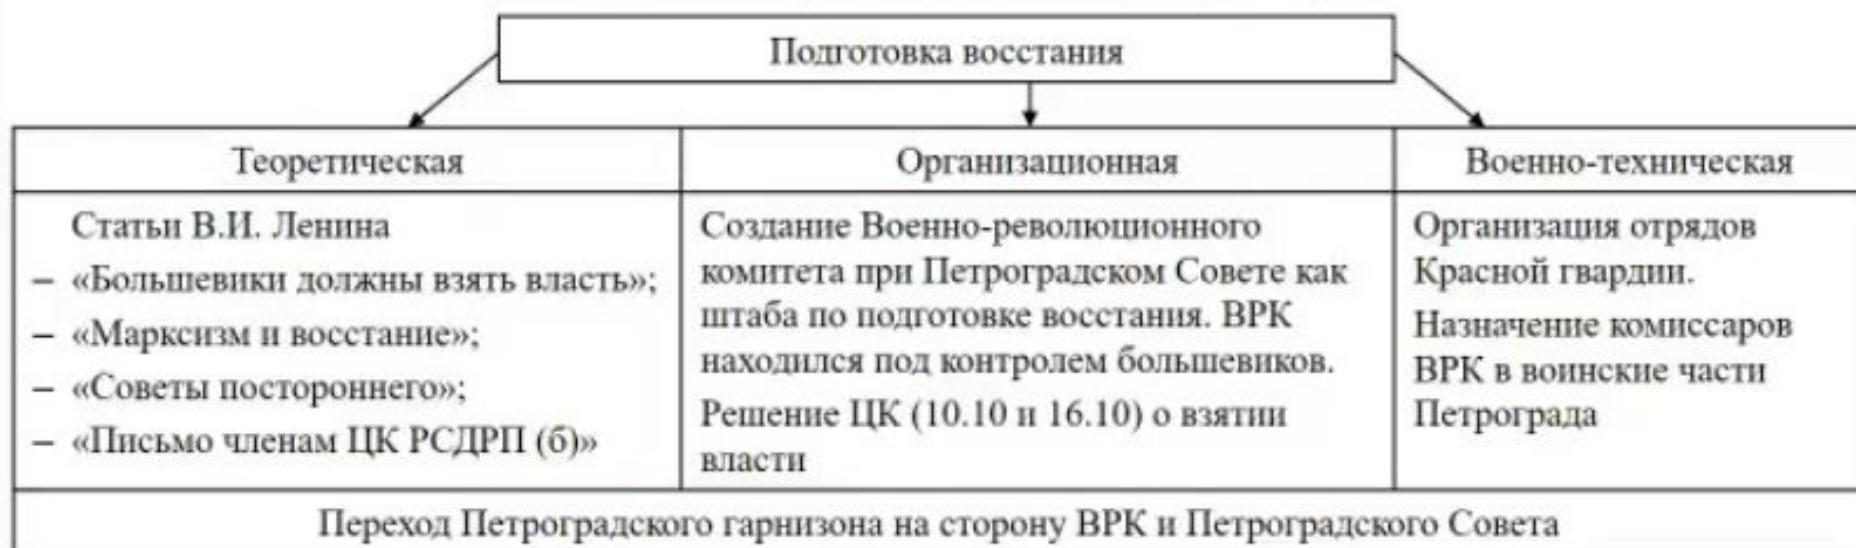 Подготовка восстания
Теоретическая
Организационная
Военно-техническая
Статьи В.И. Ленина
– «Большевики должны взять власть»;
– «Марксизм и восстание»;
– «Советы постороннего»;
– «Письмо членам ЦК РСДРП (б)»
Создание Военно-революционного
комитета при Петроградском Совете как
штаба по подготовке восстания. ВРК
находился под контролем большевиков.
Решение ЦК (10.10 и 16.10) о взятии
власти
Организация отрядов
Красной гвардии.
Назначение комиссаров
ВРК в воинские части
Петрограда
Переход Петроградского гарнизона на сторону ВРК и Петроградского Совета